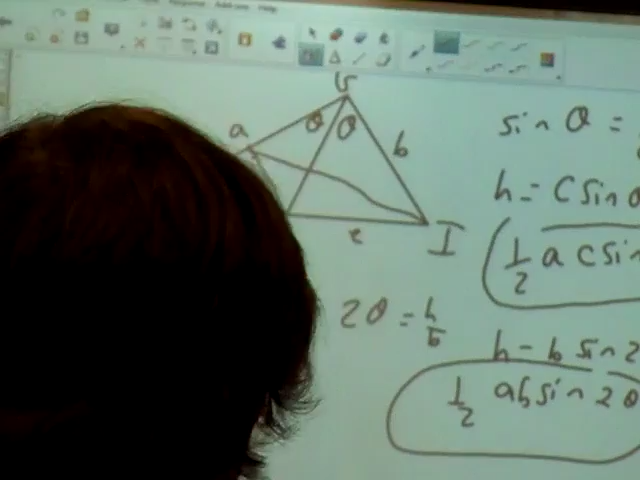 G
a
θ θ
b
e
I
sin θ =
h = c sin θ
1/2 a c sin
2θ = h/b
h = b sin 2
1/2 ab sin 2θ